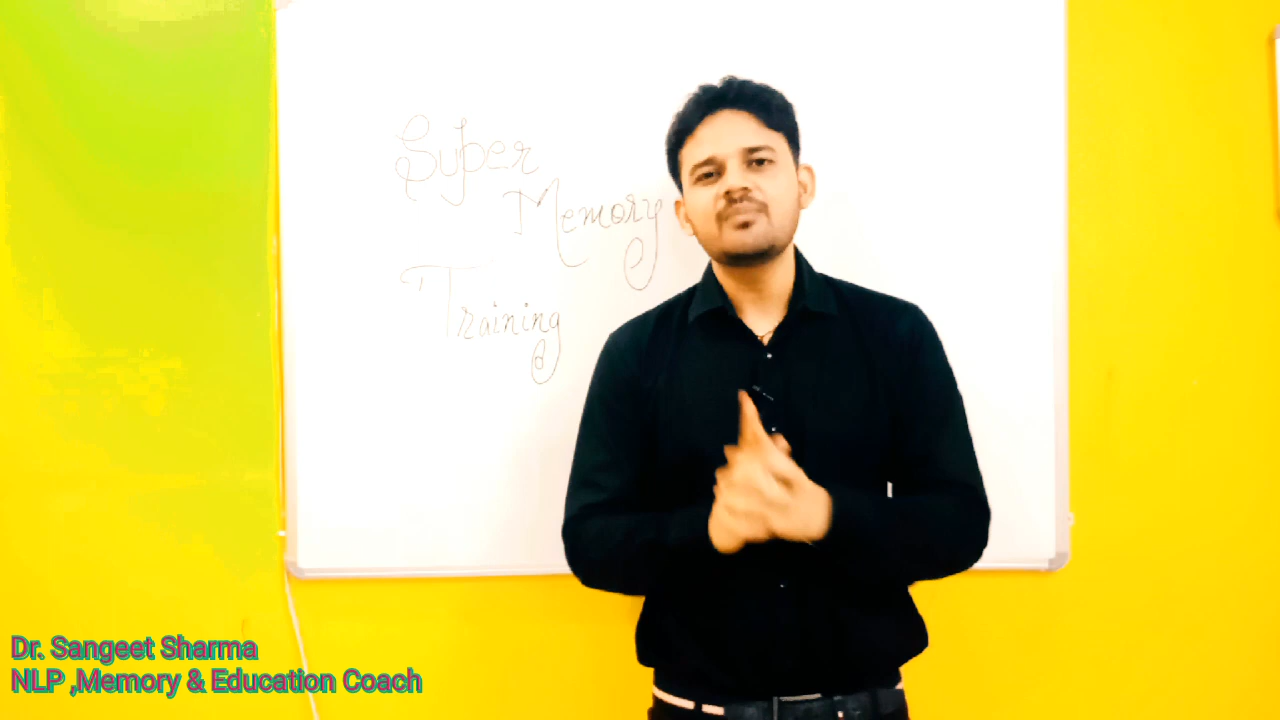 Super
Memory
Training
Dr. Sangeet Sharma
NLP ,Memory & Education Coach